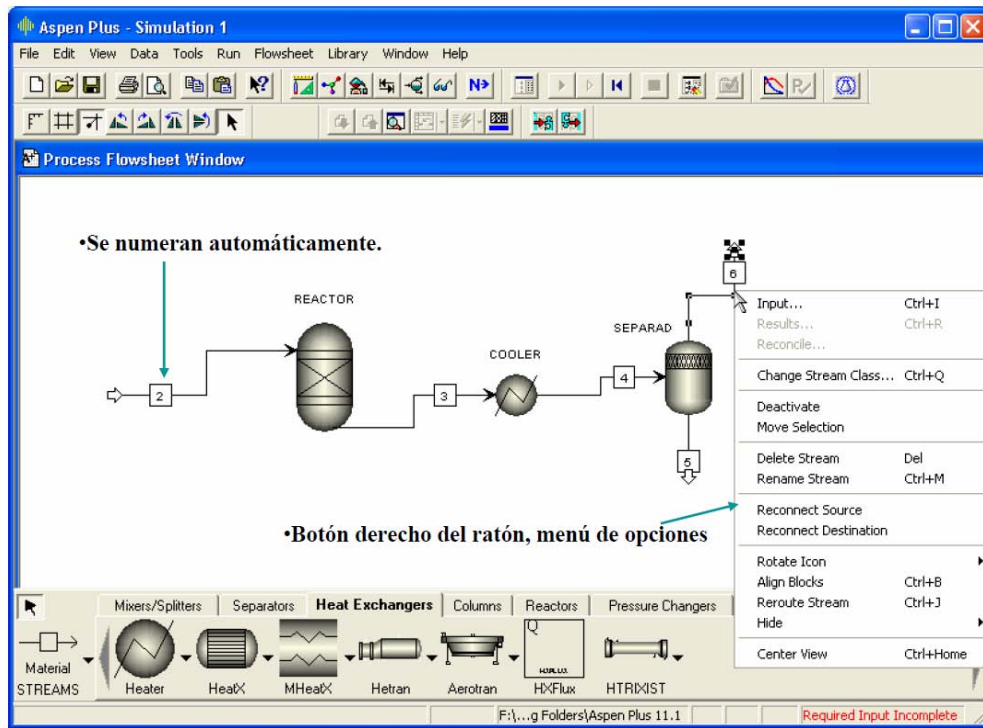 Aspen Plus - Simulation 1
File Edit View Data Tools Run Flowsheet Library Window Help
N
Process Flowsheet Window
•Se numeran automáticamente.
6
REACTOR
Input... Ctrl+I
Results... Ctrl+R
SEPARAD
Reconcile...
COOLER
4
Change Stream Class... Ctrl+Q
2
3
Deactivate
Move Selection
5
Delete Stream Del
Rename Stream Ctrl+M
Reconnect Source
•Botón derecho del ratón, menú de opciones
Reconnect Destination
Rotate Icon
Align Blocks Ctrl+B
Mixers/Splitters Separators Heat Exchangers Columns Reactors Pressure Changers
Reroute Stream Ctrl+J
Hide
Q
Center View Ctrl+Home
Material
STREAMS
Heater HeatX MHeatX Hetran Aerotran HXFlux HTRIXIST
F:\...g Folders\Aspen Plus 11.1 Required Input Incomplete